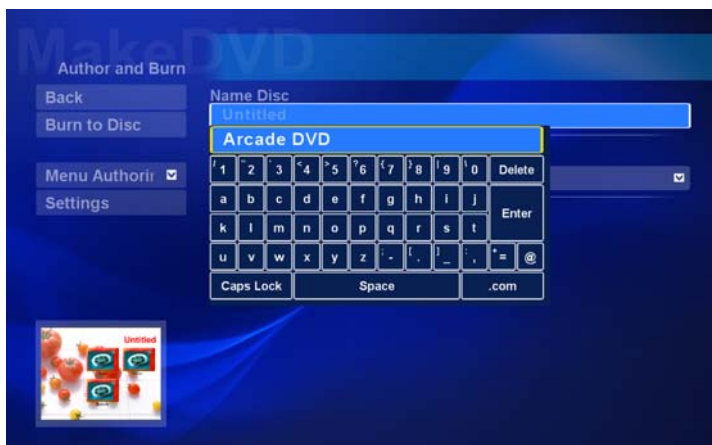 MakeDVD
Author and Burn
Back
Name Disc
Untitled
Burn to Disc
Arcade DVD
Menu Authorin
Settings
1 2 3 4 5 6 7 8 9 0 Delete
a b c d e f g h i j
Enter
k l m n o p q r s t
u v w x y z - . _ , = @
Caps Lock Space .com
Untitled